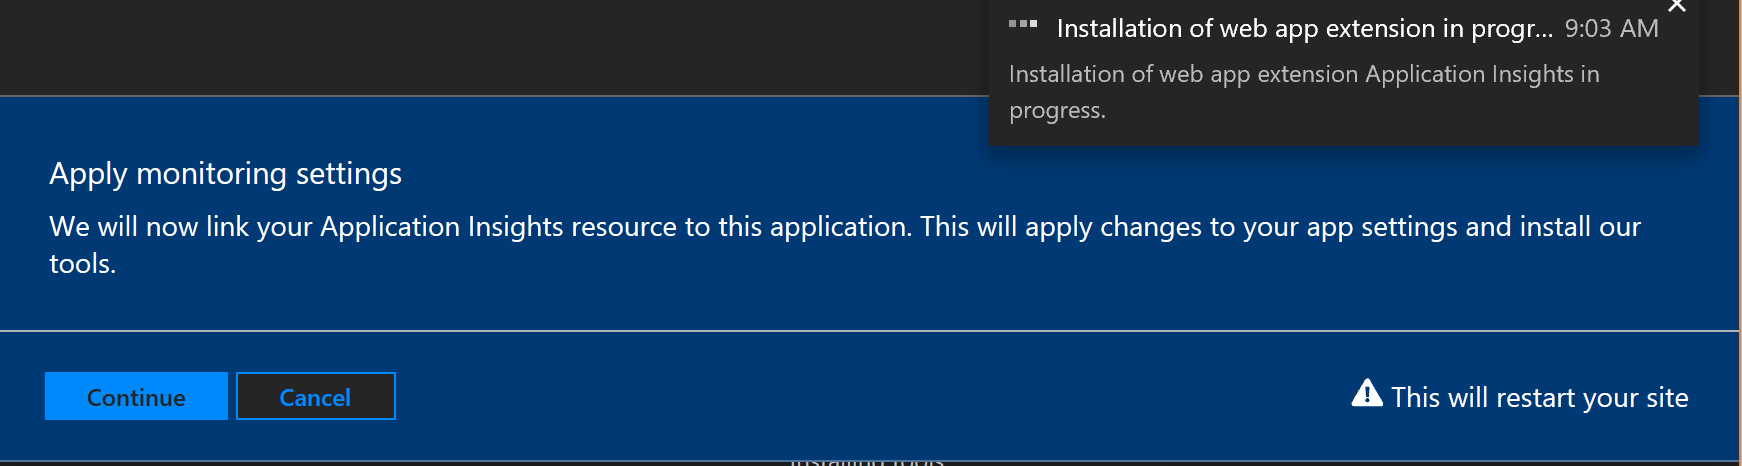 Installation of web app extension in progr... 9:03 AM
Installation of web app extension Application Insights in
progress.
Apply monitoring settings
We will now link your Application Insights resource to this application. This will apply changes to your app settings and install our
tools.
Continue Cancel This will restart your site
Installing tools